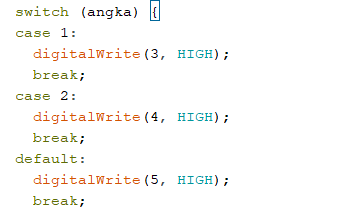 switch (angka) {
case 1:
  digitalWrite(3, HIGH);
  break;
case 2:
  digitalWrite(4, HIGH);
  break;
default:
  digitalWrite(5, HIGH);
  break;